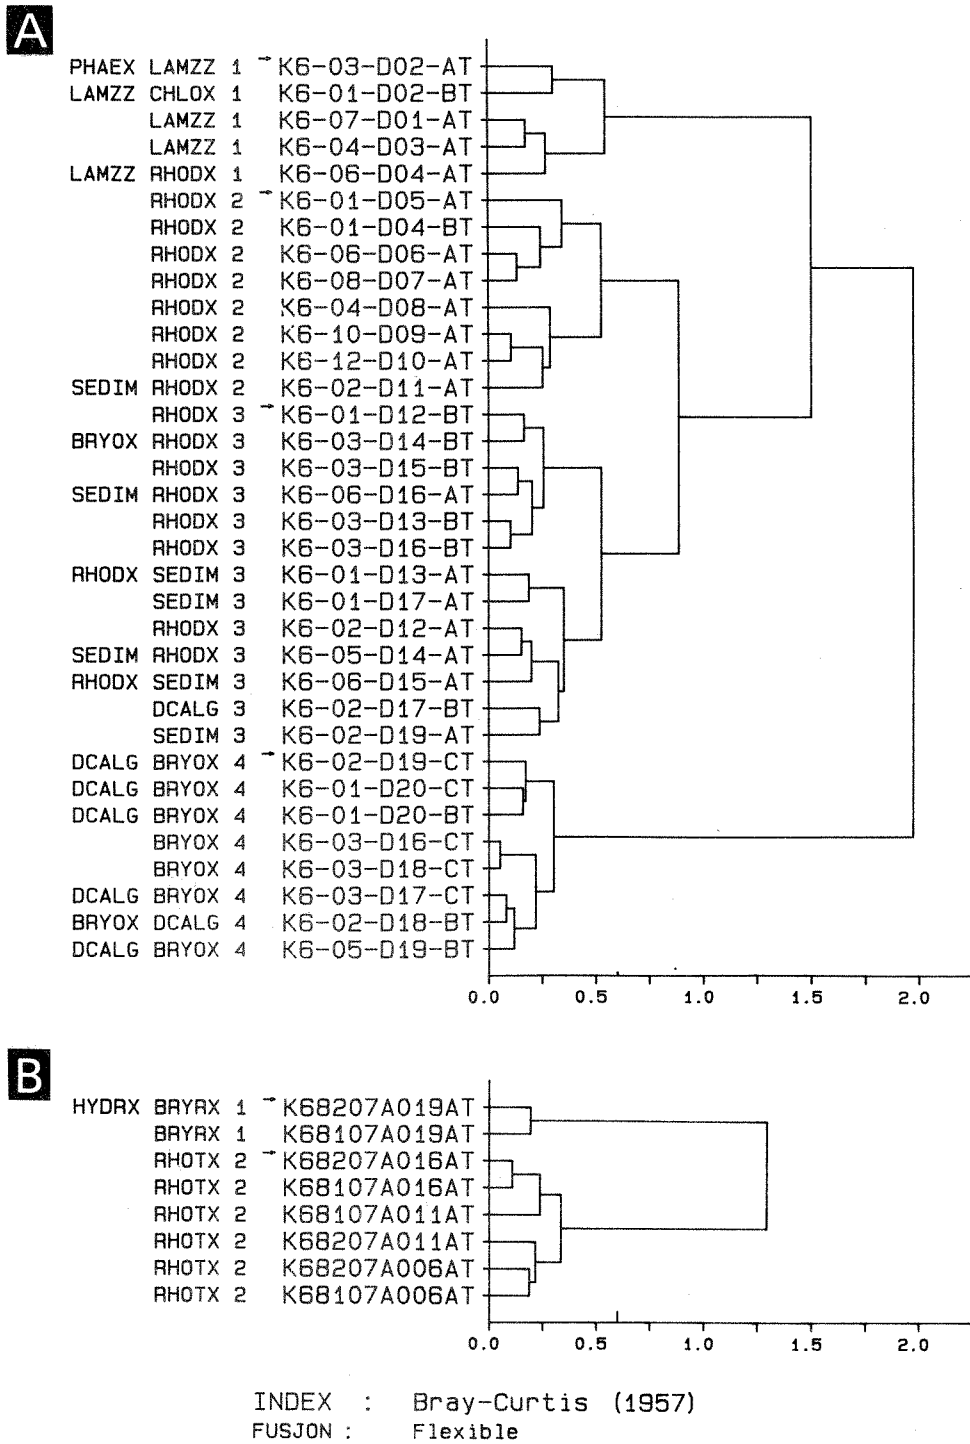 A
PHAEX LAMZZ 1 → K6-03-D02-AT
LAMZZ CHLOX 1 K6-01-D02-BT
LAMZZ 1 K6-07-D01-AT
LAMZZ 1 K6-04-D03-AT
LAMZZ RHODX 1 K6-06-D04-AT
RHODX 2 → K6-01-D05-AT
RHODX 2 K6-01-D04-BT
RHODX 2 K6-06-D06-AT
RHODX 2 K6-08-D07-AT
RHODX 2 K6-04-D08-AT
RHODX 2 K6-10-D09-AT
RHODX 2 K6-12-D10-AT
SEDIM RHODX 2 K6-02-D11-AT
RHODX 3 → K6-01-D12-BT
BRYOX RHODX 3 K6-03-D14-BT
RHODX 3 K6-03-D15-BT
SEDIM RHODX 3 K6-06-D16-AT
RHODX 3 K6-03-D13-BT
RHODX 3 K6-03-D16-BT
RHODX SEDIM 3 K6-01-D13-AT
SEDIM 3 K6-01-D17-AT
RHODX 3 K6-02-D12-AT
SEDIM RHODX 3 K6-05-D14-AT
RHODX SEDIM 3 K6-06-D15-AT
DCALG 3 K6-02-D17-BT
SEDIM 3 K6-02-D19-AT
DCALG BRYOX 4 → K6-02-D19-CT
DCALG BRYOX 4 K6-01-D20-CT
DCALG BRYOX 4 K6-01-D20-BT
BRYOX 4 K6-03-D16-CT
BRYOX 4 K6-03-D18-CT
DCALG BRYOX 4 K6-03-D17-CT
BRYOX DCALG 4 K6-02-D18-BT
DCALG BRYOX 4 K6-05-D19-BT
0.0 0.5 1.0 1.5 2.0
B
HYDRX BRYRX 1 → K68207A019AT
BRYRX 1 K68107A019AT
RHOTX 2 → K68207A016AT
RHOTX 2 K68107A016AT
RHOTX 2 K68107A011AT
RHOTX 2 K68207A011AT
RHOTX 2 K68207A006AT
RHOTX 2 K68107A006AT
0.0 0.5 1.0 1.5 2.0
INDEX : Bray-Curtis (1957)
FUSJON : Flexible